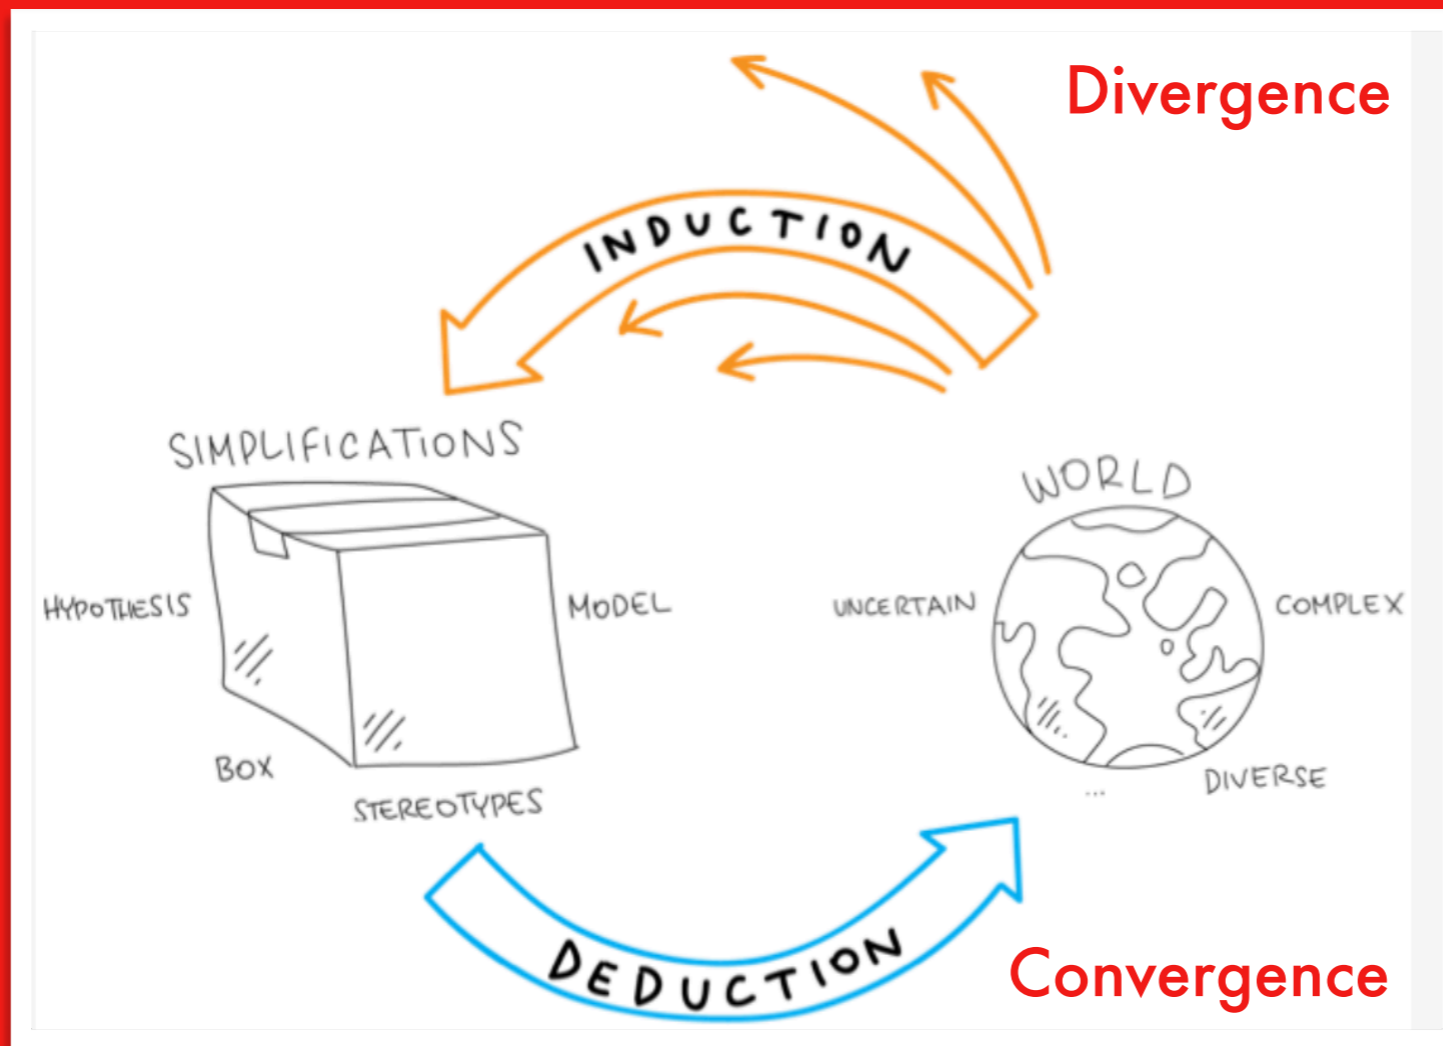 Divergence
INDUCTION
SIMPLIFICATIONS
WORLD
HYPOTHESIS
MODEL
UNCERTAIN
COMPLEX
BOX
STEREOTYPES
...
DIVERSE
DEDUCTION
Convergence